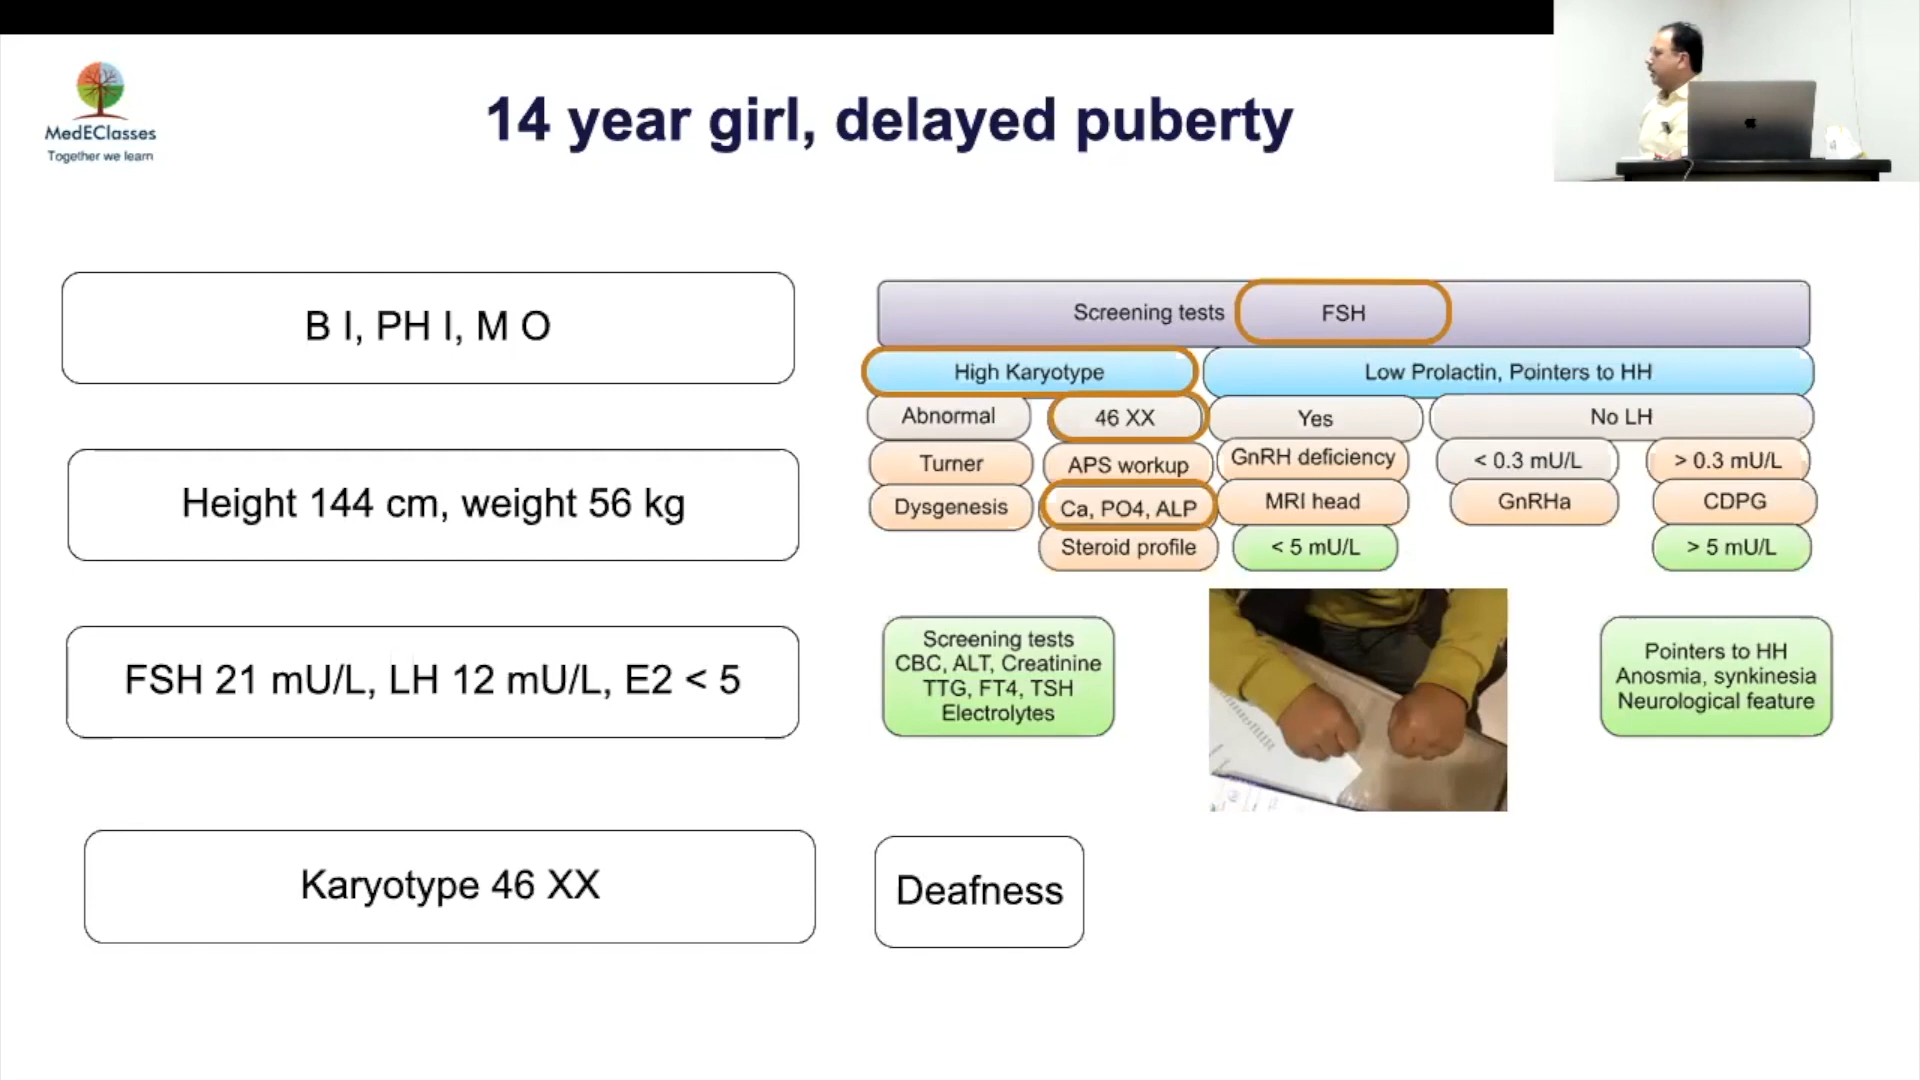 MedEClasses
Together we learn
14 year girl, delayed puberty
B I, PH I, M O
Height 144 cm, weight 56 kg
FSH 21 mU/L, LH 12 mU/L, E2 < 5
Karyotype 46 XX
Screening tests FSH
High Karyotype Low Prolactin, Pointers to HH
Abnormal 46 XX Yes No LH
Turner APS workup GnRH deficiency < 0.3 mU/L > 0.3 mU/L
Dysgenesis Ca, PO4, ALP MRI head GnRHa CDPG
Steroid profile < 5 mU/L > 5 mU/L
Screening tests
CBC, ALT, Creatinine
TTG, FT4, TSH
Electrolytes
Pointers to HH
Anosmia, synkinesia
Neurological feature
Deafness